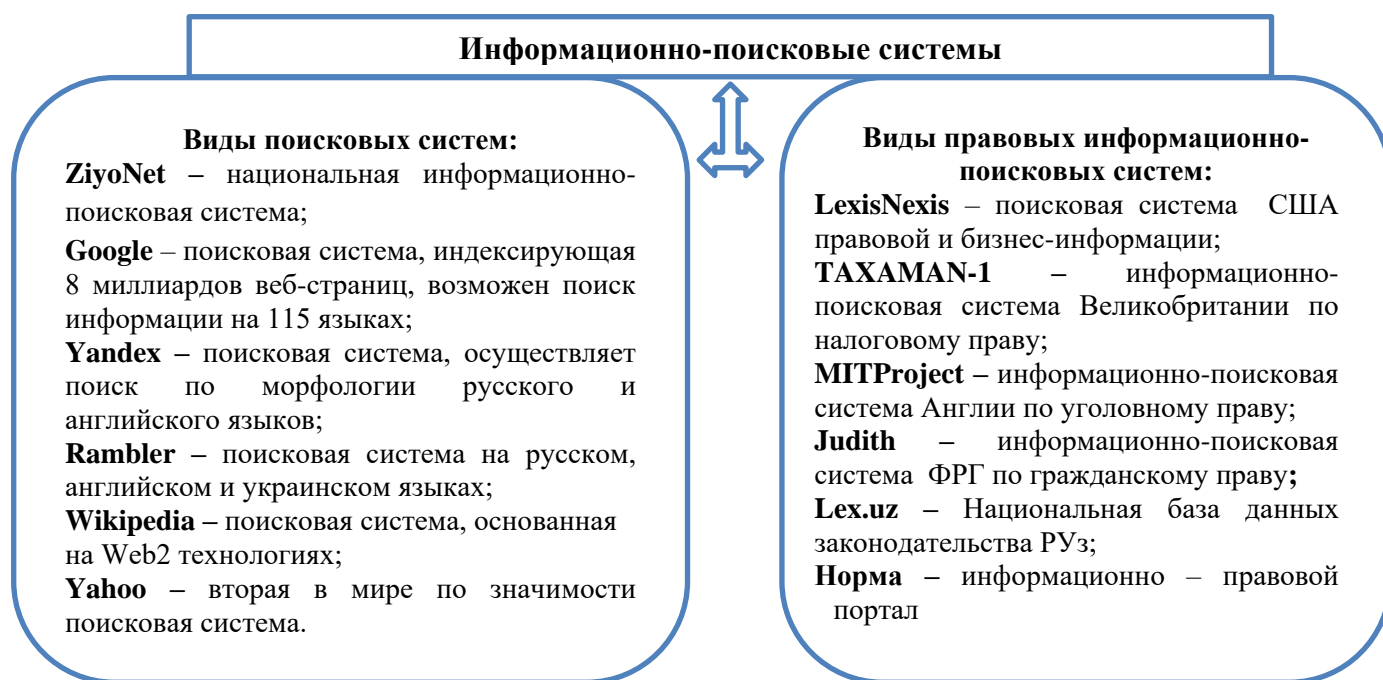 Информационно-поисковые системы
Виды поисковых систем:
ZiyoNet – национальная информационно-
поисковая система;
Google – поисковая система, индексирующая
8 миллиардов веб-страниц, возможен поиск
информации на 115 языках;
Yandex – поисковая система, осуществляет
поиск по морфологии русского и
английского языков;
Rambler – поисковая система на русском,
английском и украинском языках;
Wikipedia – поисковая система, основанная
на Web2 технологиях;
Yahoo – вторая в мире по значимости
поисковая система.
Виды правовых информационно-
поисковых систем:
LexisNexis – поисковая система США
правовой и бизнес-информации;
TAXAMAN-1 – информационно-
поисковая система Великобритании по
налоговому праву;
MITProject – информационно-поисковая
система Англии по уголовному праву;
Judith – информационно-поисковая
система ФРГ по гражданскому праву;
Lex.uz – Национальная база данных
законодательства РУз;
Норма – информационно – правовой
портал